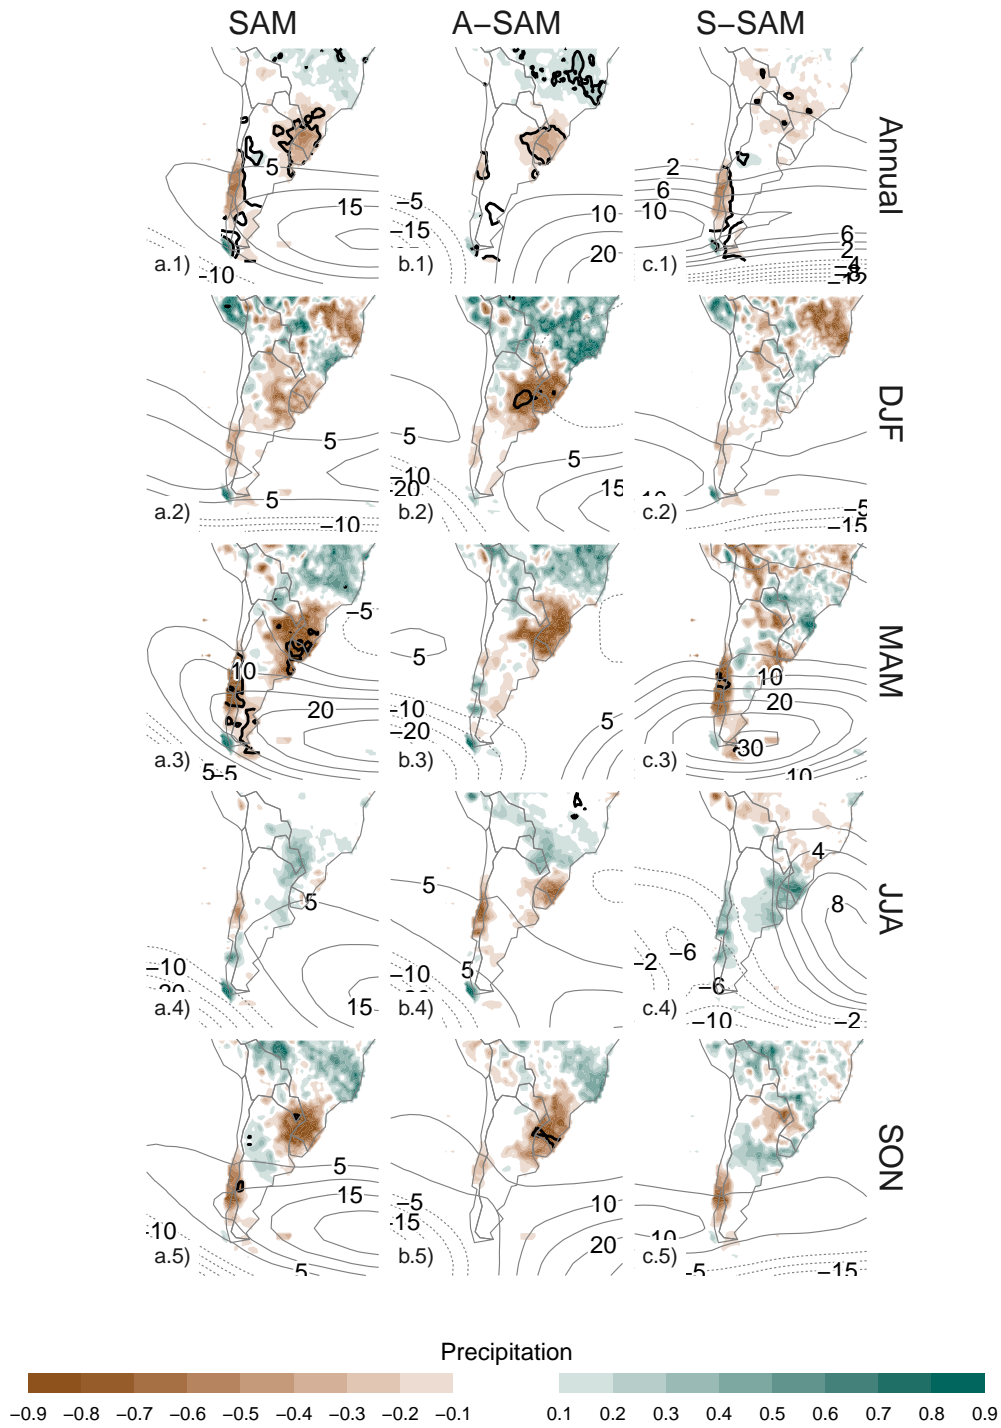 SAM A−SAM S−SAM
Annual
5 15 −10 a.1)
−5 −15 10 20 b.1)
2 6 −10 6 2 −4 −8 −12 c.1)
DJF
5 5 −10 a.2)
5 −10 −20 5 15 b.2)
−5 −15 c.2)
MAM
−5 10 20 5 −5 a.3)
5 −10 −20 5 b.3)
10 20 30 10 c.3)
JJA
5 −10 15 a.4)
5 5 −10 b.4)
4 8 −2 −6 −6 −10 −2 c.4)
SON
5 15 −10 5 a.5)
−5 −15 10 20 b.5)
−10 −5 −15 c.5)
Precipitation
−0.9 −0.8 −0.7 −0.6 −0.5 −0.4 −0.3 −0.2 −0.1 0.1 0.2 0.3 0.4 0.5 0.6 0.7 0.8 0.9